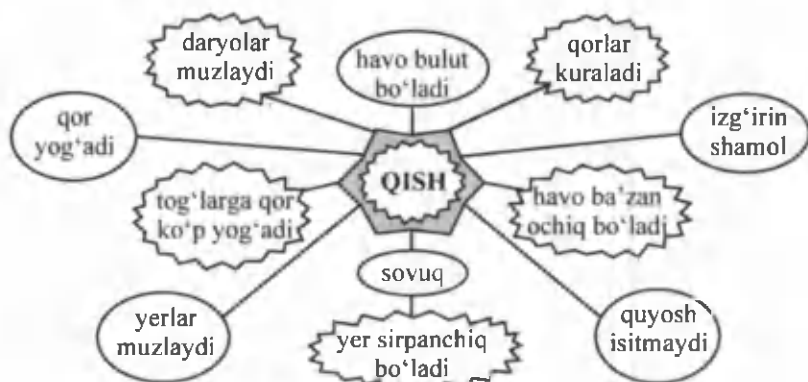 daryolar
muzlaydi
havo bulut
bo‘ladi
qorlar
kuraladi
qor
yog‘adi
izg‘irin
shamol
tog‘larga qor
ko‘p yog‘adi
QISH
havo ba’zan
ochiq bo‘ladi
sovuq
yerlar
muzlaydi
yer sirpanchiq
bo‘ladi
quyosh
isitmaydi